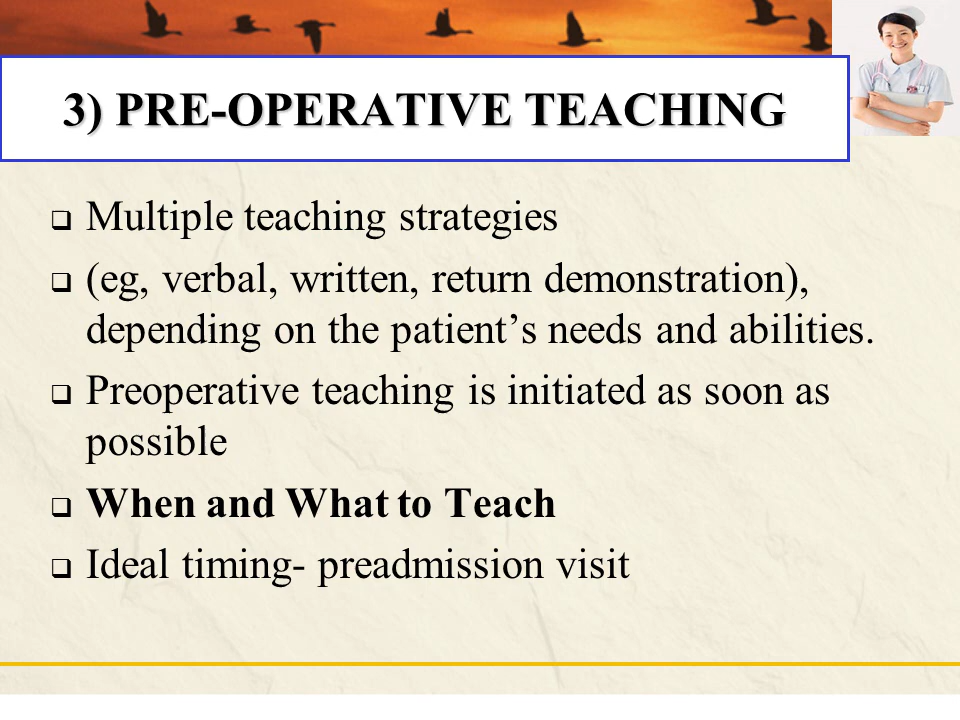 3) PRE-OPERATIVE TEACHING
❑ Multiple teaching strategies
❑ (eg, verbal, written, return demonstration),
depending on the patient’s needs and abilities.
❑ Preoperative teaching is initiated as soon as
possible
❑ When and What to Teach
❑ Ideal timing- preadmission visit